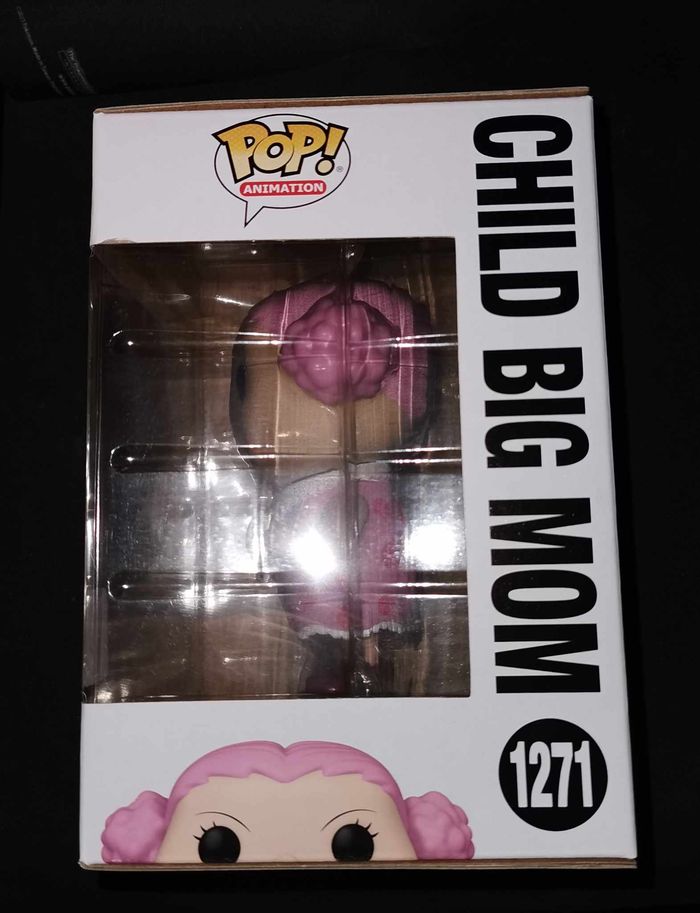 POP!
ANIMATION
CHILD BIG MOM
1271